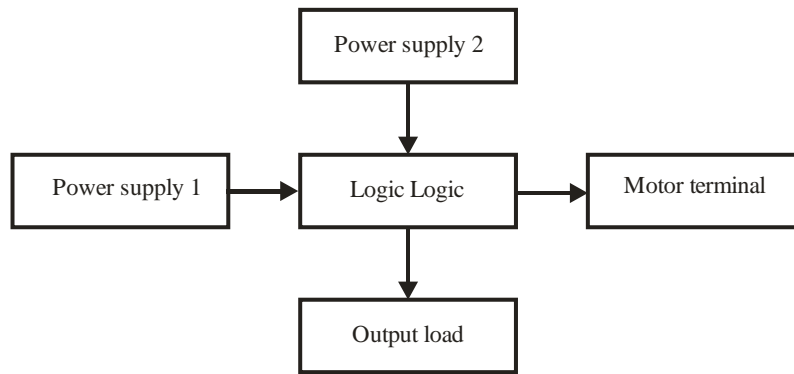 Power supply 2
Power supply 1
Logic Logic
Motor terminal
Output load